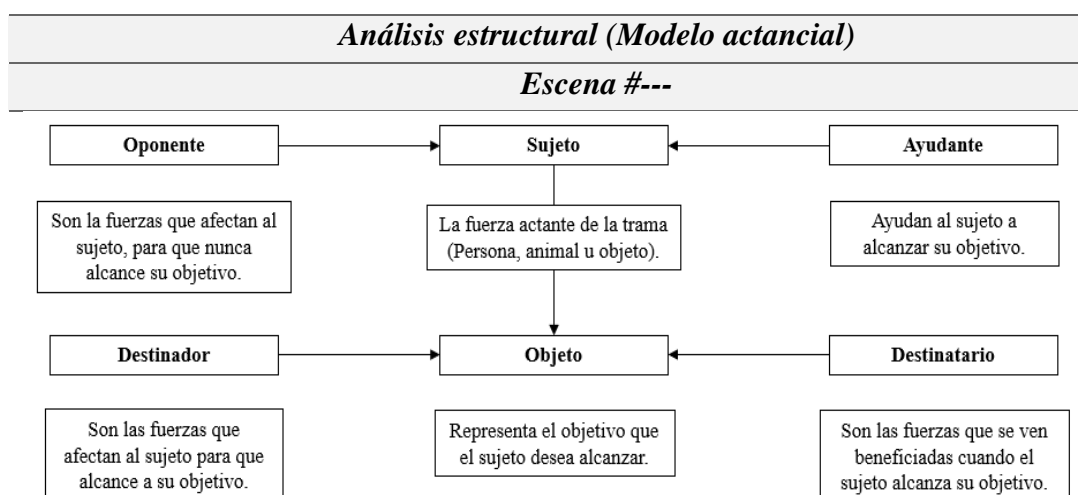 Análisis estructural (Modelo actancial)
Escena #---
Oponente
Sujeto
Ayudante
Son la fuerzas que afectan al
sujeto, para que nunca
alcance su objetivo.
La fuerza actante de la trama
(Persona, animal u objeto).
Ayudan al sujeto a
alcanzar su objetivo.
Destinador
Objeto
Destinatario
Son las fuerzas que
afectan al sujeto para que
alcance a su objetivo.
Representa el objetivo que
el sujeto desea alcanzar.
Son las fuerzas que se ven
beneficiadas cuando el
sujeto alcanza su objetivo.